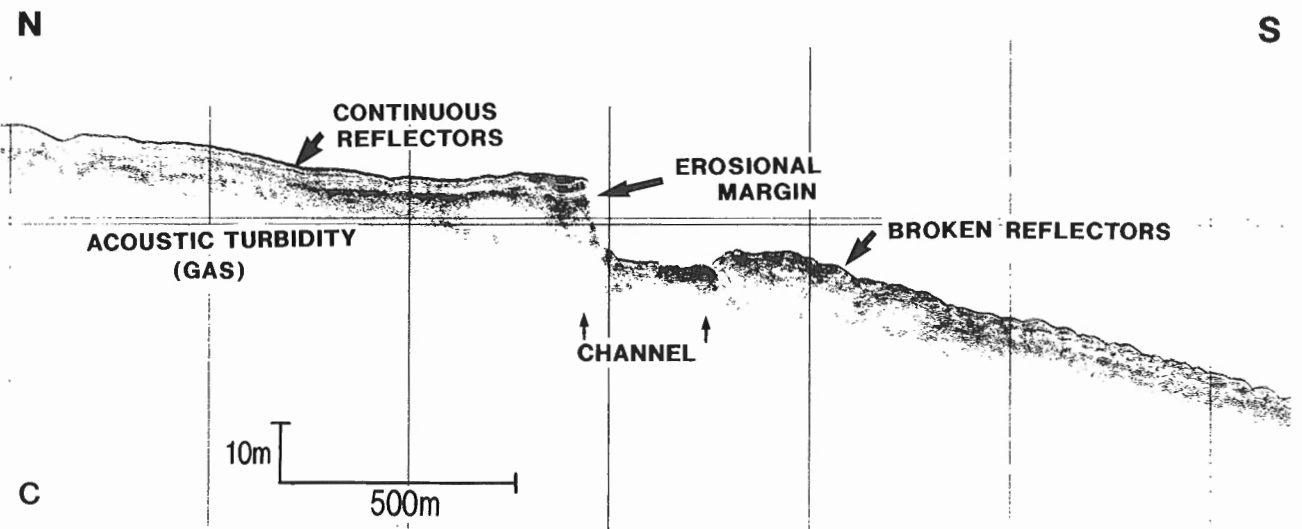 N
S
CONTINUOUS
REFLECTORS
EROSIONAL
MARGIN
BROKEN REFLECTORS
ACOUSTIC TURBIDITY
(GAS)
CHANNEL
10m
500m
C